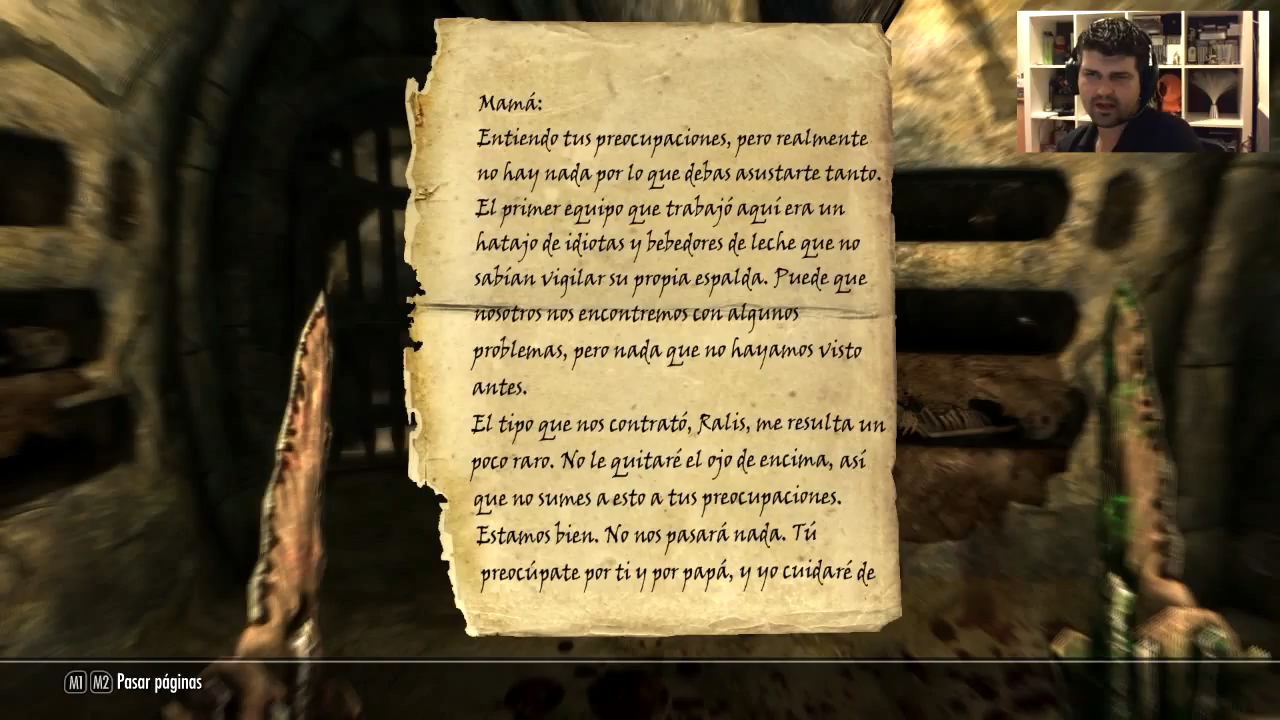 Mamá:
Entiendo tus preocupaciones, pero realmente
no hay nada por lo que debas asustarte tanto.
El primer equipo que trabajó aquí era un
hatajo de idiotas y bebedores de leche que no
sabían vigilar su propia espalda. Puede que
nosotros nos encontremos con algunos
problemas, pero nada que no hayamos visto
antes.
El tipo que nos contrató, Ralis, me resulta un
poco raro. No le quitaré el ojo de encima, así
que no sumes a esto a tus preocupaciones.
Estamos bien. No nos pasará nada. Tú
preocúpate por ti y por papá, y yo cuidaré de
M1 M2 Pasar páginas